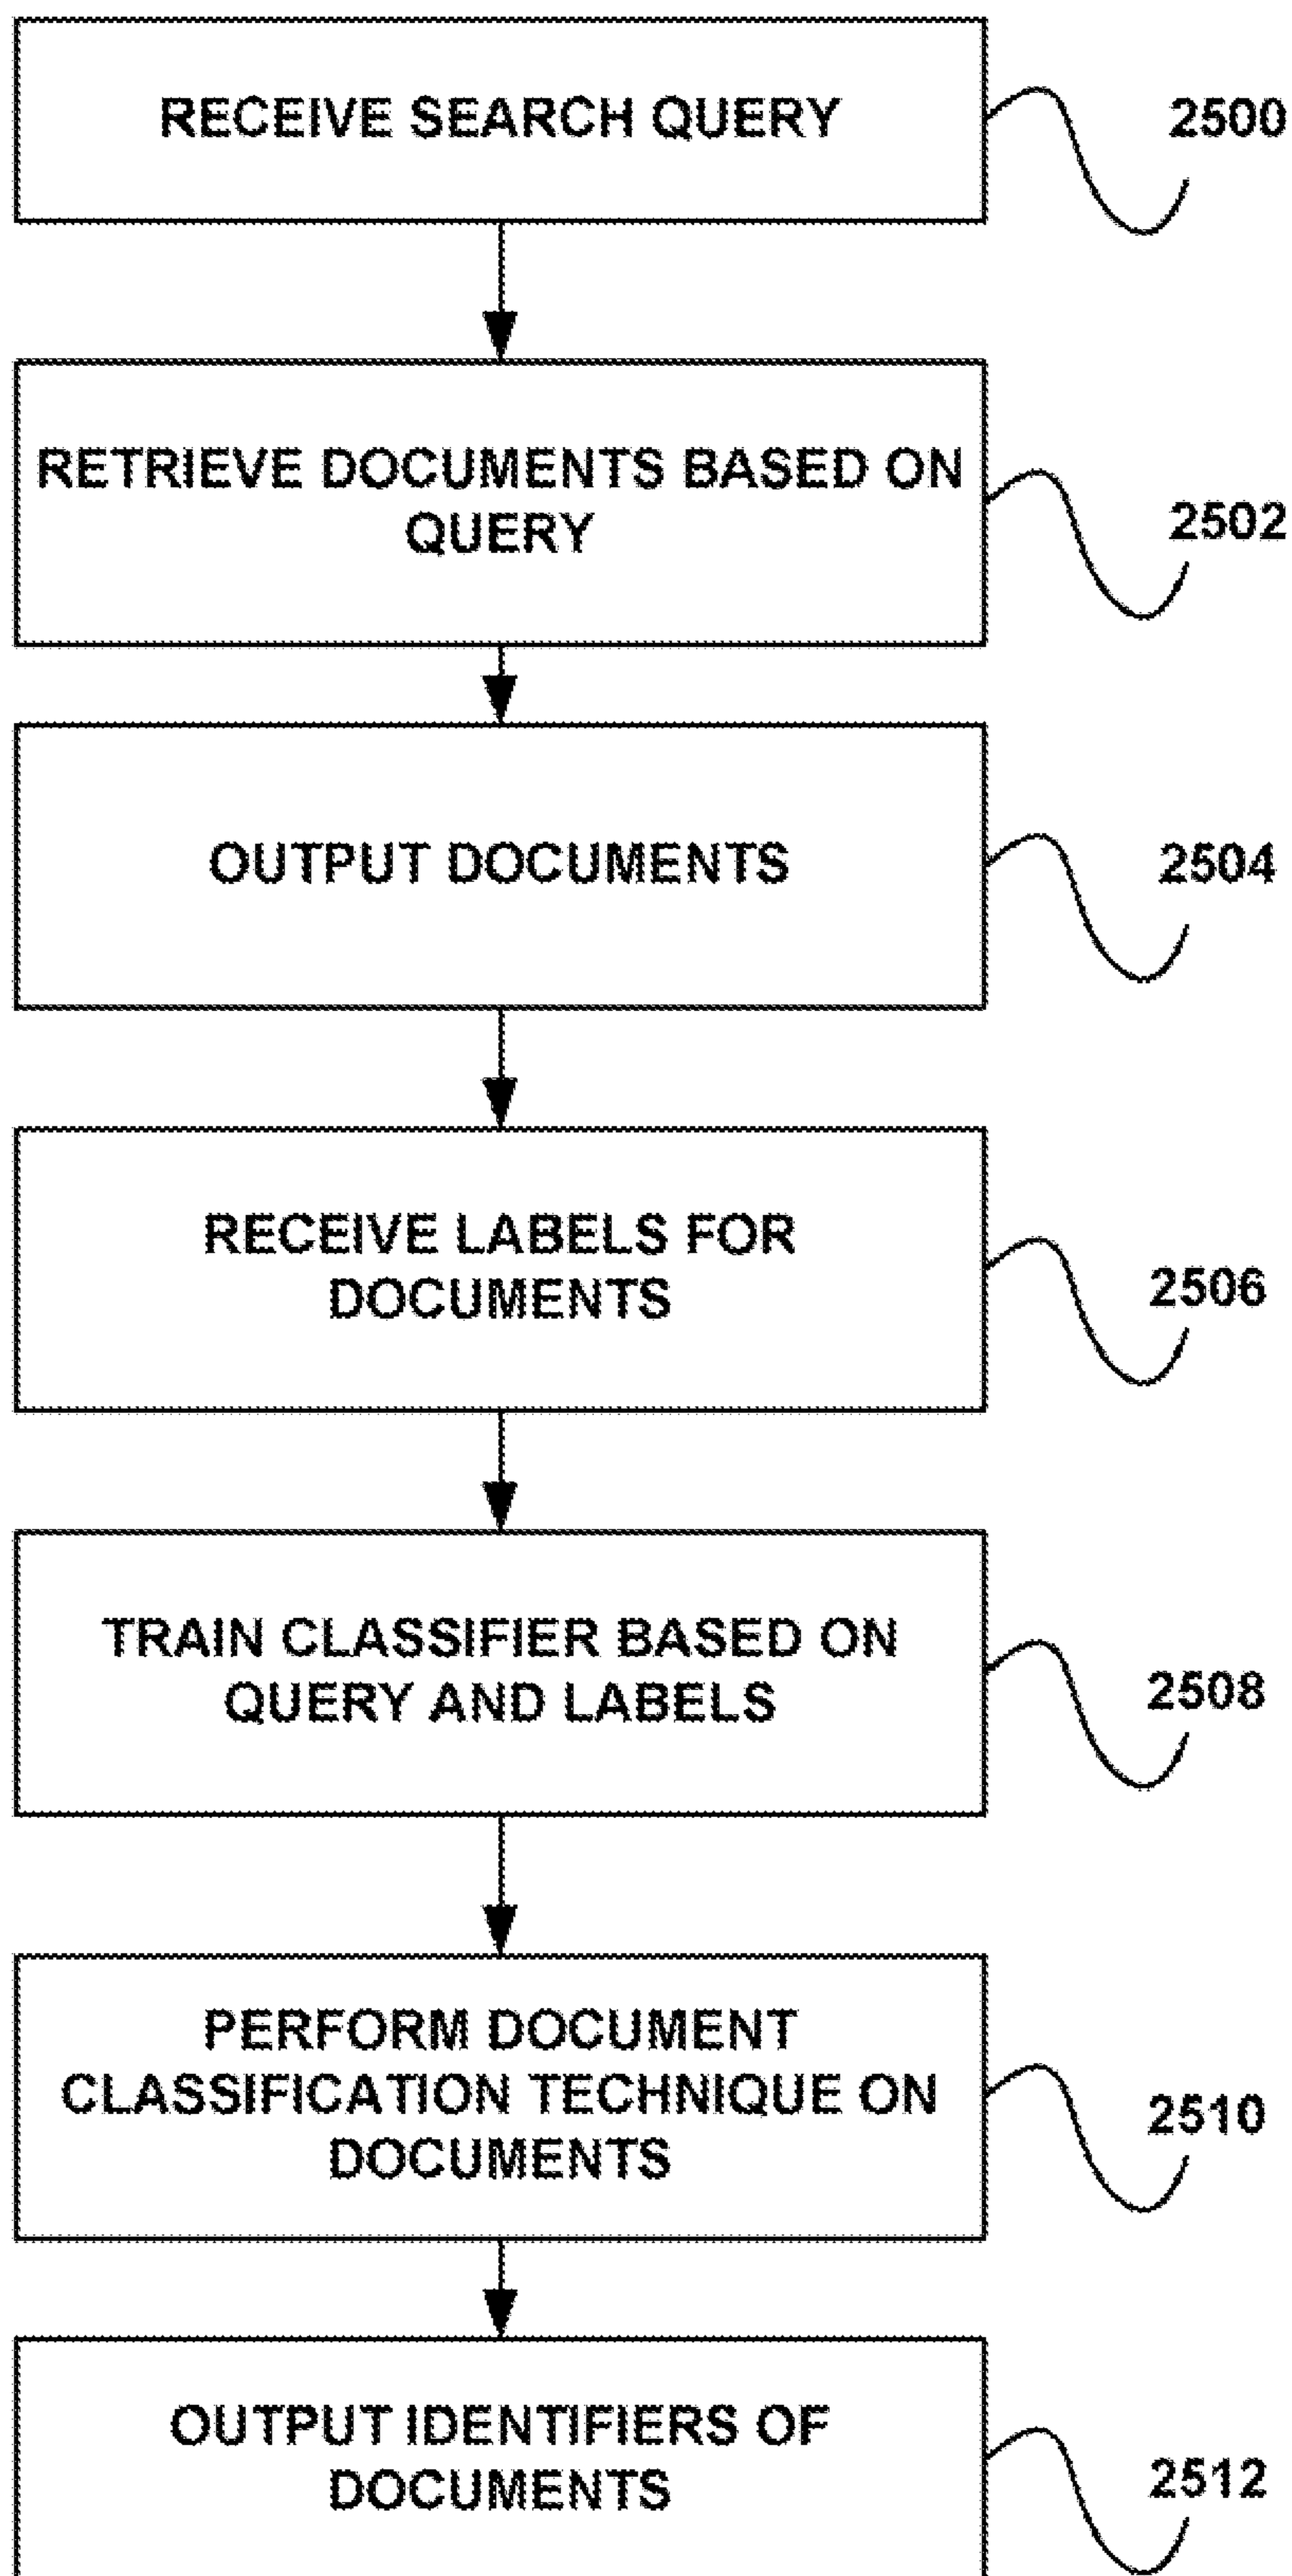 RECEIVE SEARCH QUERY
2500
RETRIEVE DOCUMENTS BASED ON
QUERY
2502
OUTPUT DOCUMENTS
2504
RECEIVE LABELS FOR
DOCUMENTS
2506
TRAIN CLASSIFIER BASED ON
QUERY AND LABELS
2508
PERFORM DOCUMENT
CLASSIFICATION TECHNIQUE ON
DOCUMENTS
2510
OUTPUT IDENTIFIERS OF
DOCUMENTS
2512